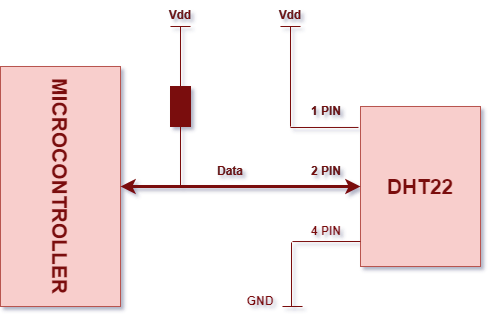 Vdd
Vdd
MICROCONTROLLER
1 PIN
Data
2 PIN
DHT22
4 PIN
GND